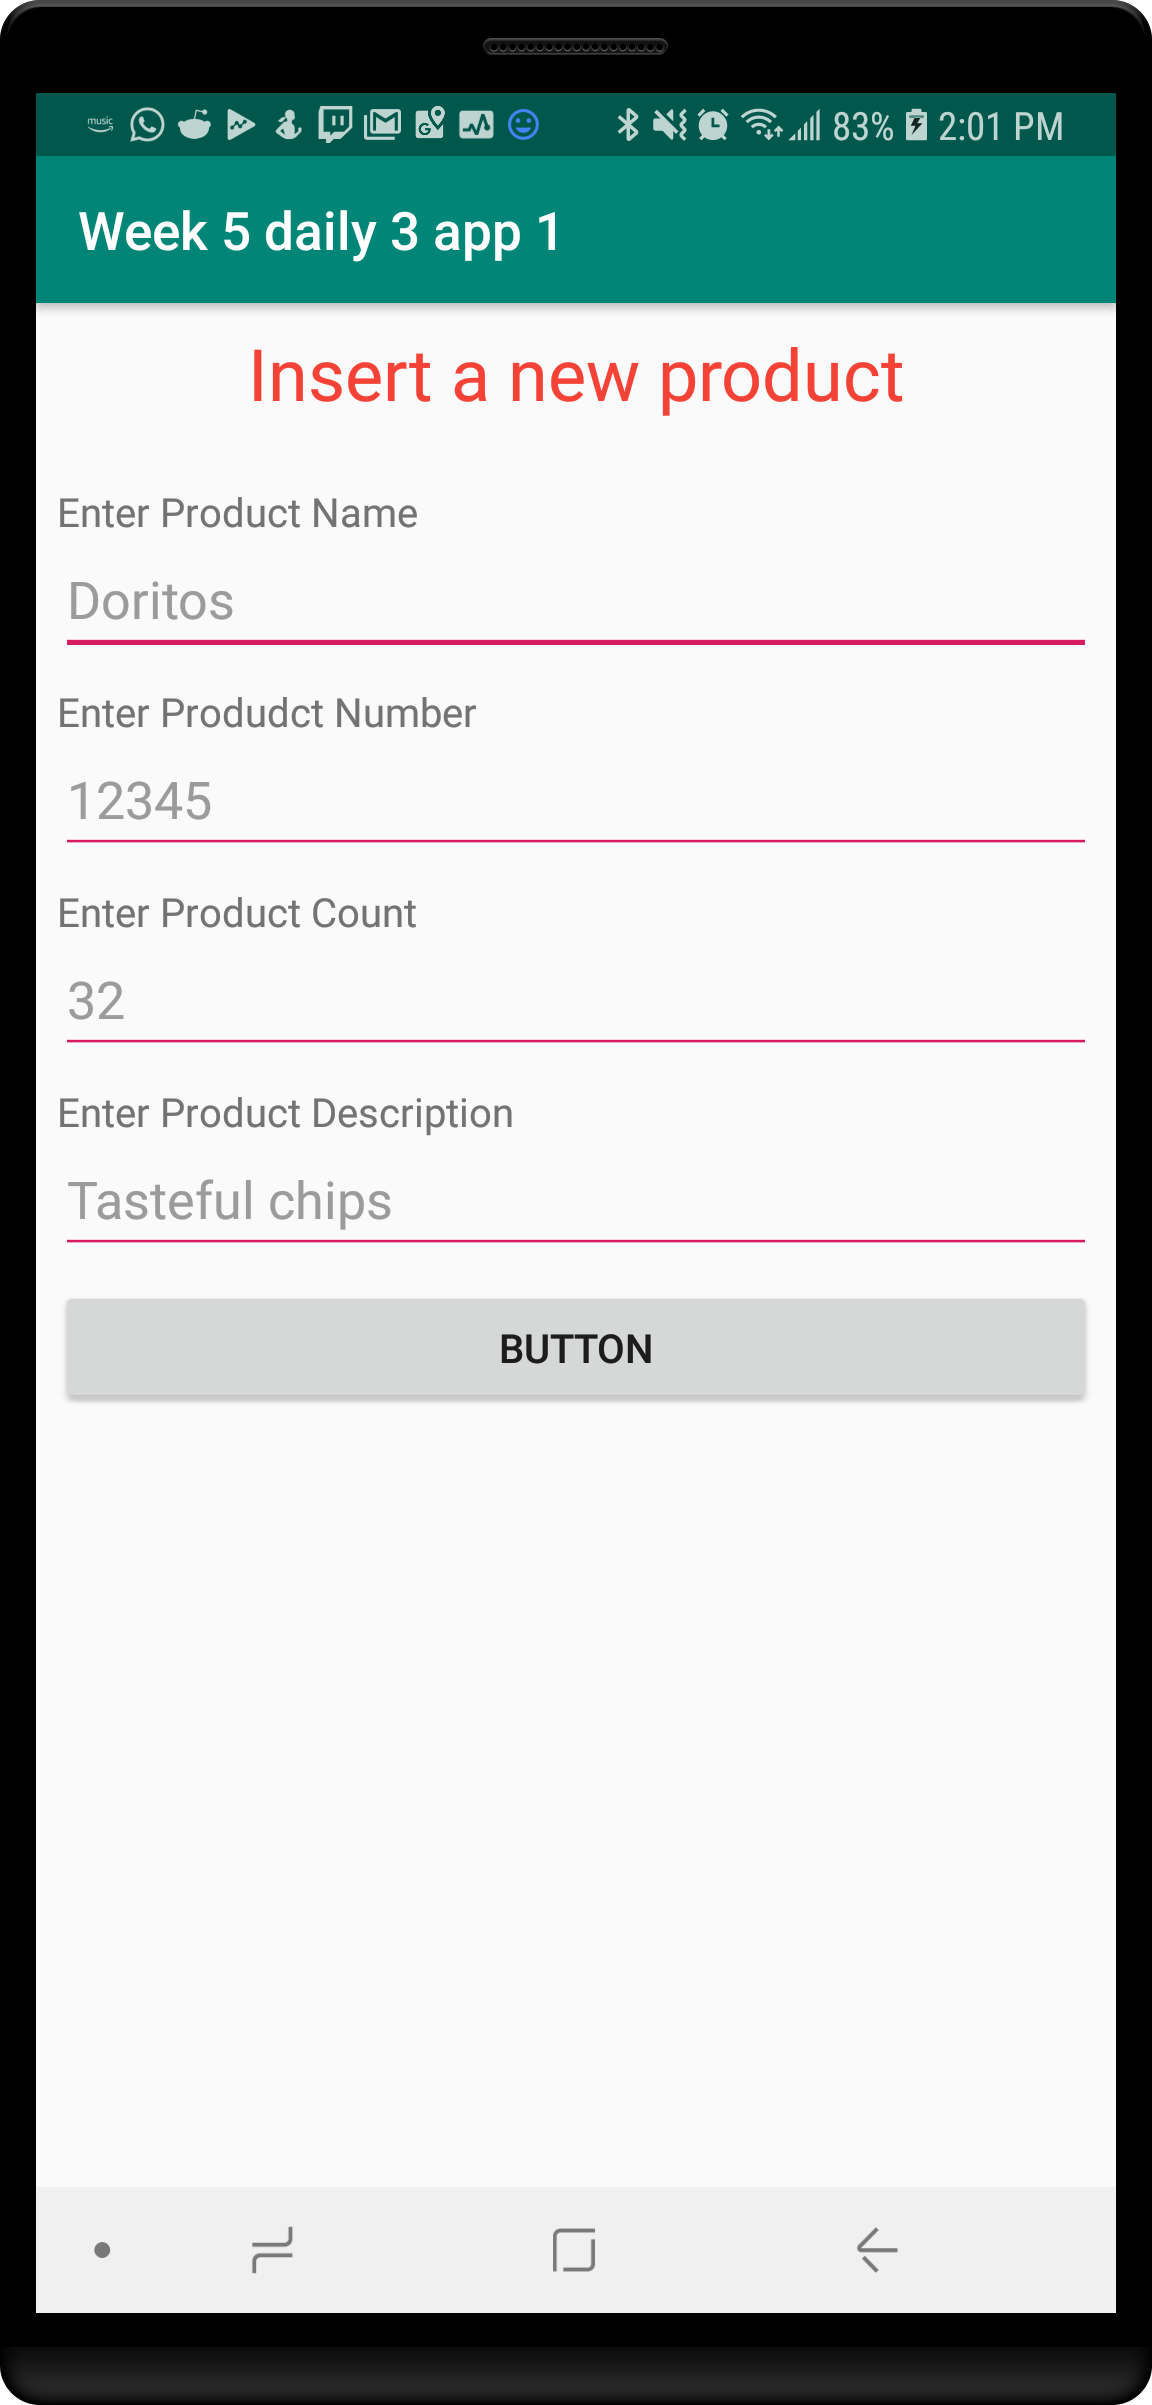 music
83% 2:01 PM
Week 5 daily 3 app 1
Insert a new product
Enter Product Name
Doritos
Enter Produdct Number
12345
Enter Product Count
32
Enter Product Description
Tasteful chips
BUTTON